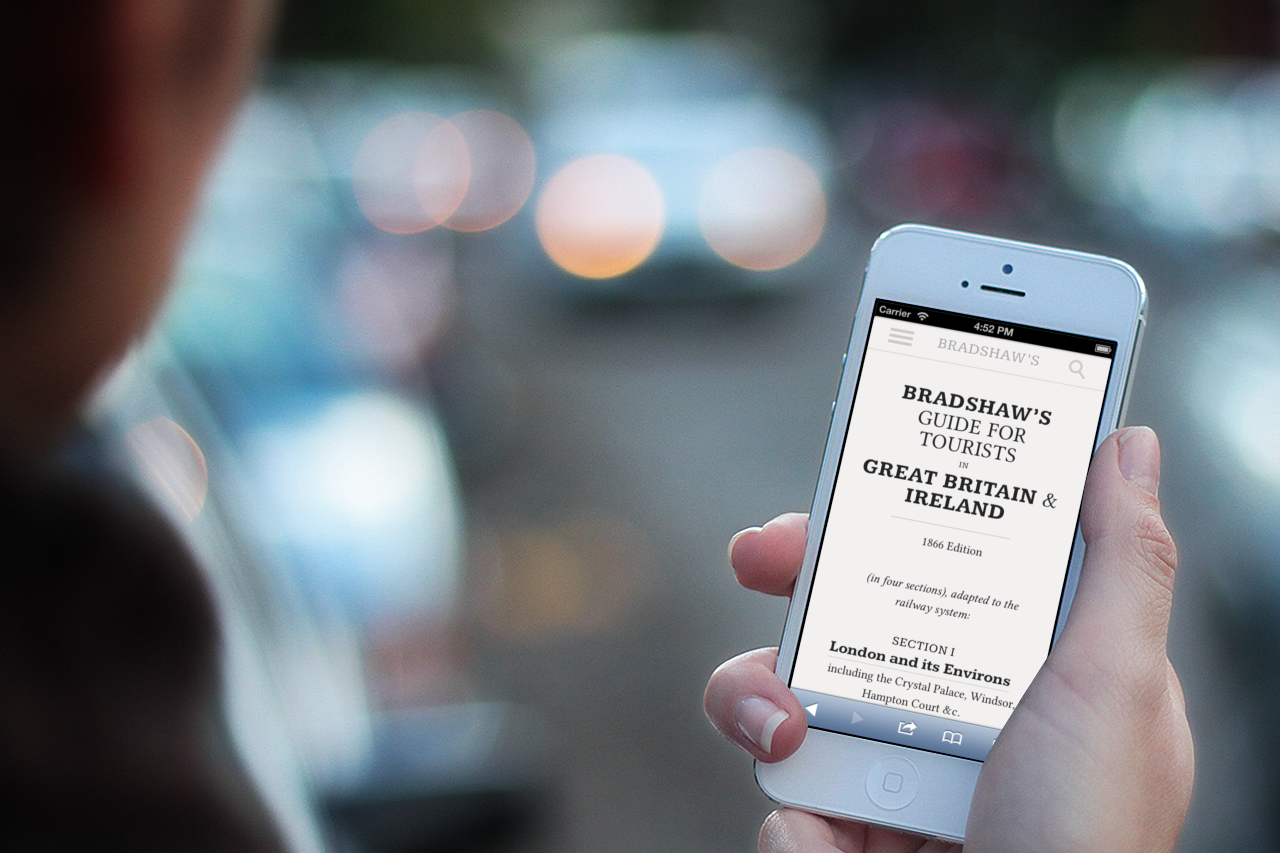 Carrier 4:52 PM
BRADSHAW'S
BRADSHAW'S
GUIDE FOR
TOURISTS
IN
GREAT BRITAIN &
IRELAND
1866 Edition
(in four sections), adapted to the
railway system:
SECTION I
London and its Environs
including the Crystal Palace, Windsor,
Hampton Court &c.